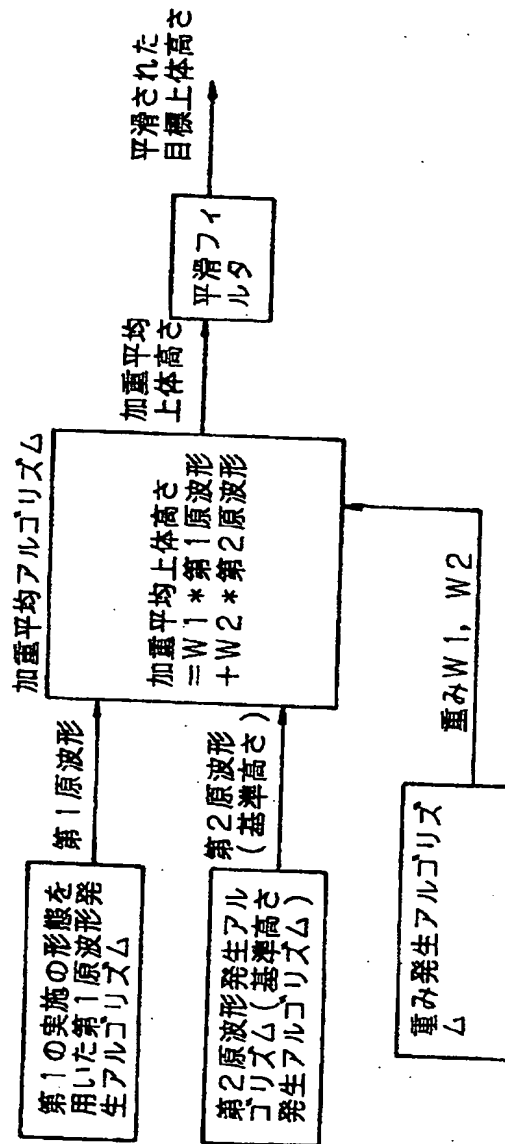 第1の実施の形態を
用いた第1原波形発
生アルゴリズム
第1原波形
第2原波形発生アル
ゴリズム(基準高さ
発生アルゴリズム)
第2原波形
(基準高さ)
重み発生アルゴリズ
ム
重みW1, W2
加重平均アルゴリズム
加重平均上体高さ
=W1*第1原波形
+W2*第2原波形
加重平均
上体高さ
平滑フィ
ルタ
平滑された
目標上体高さ